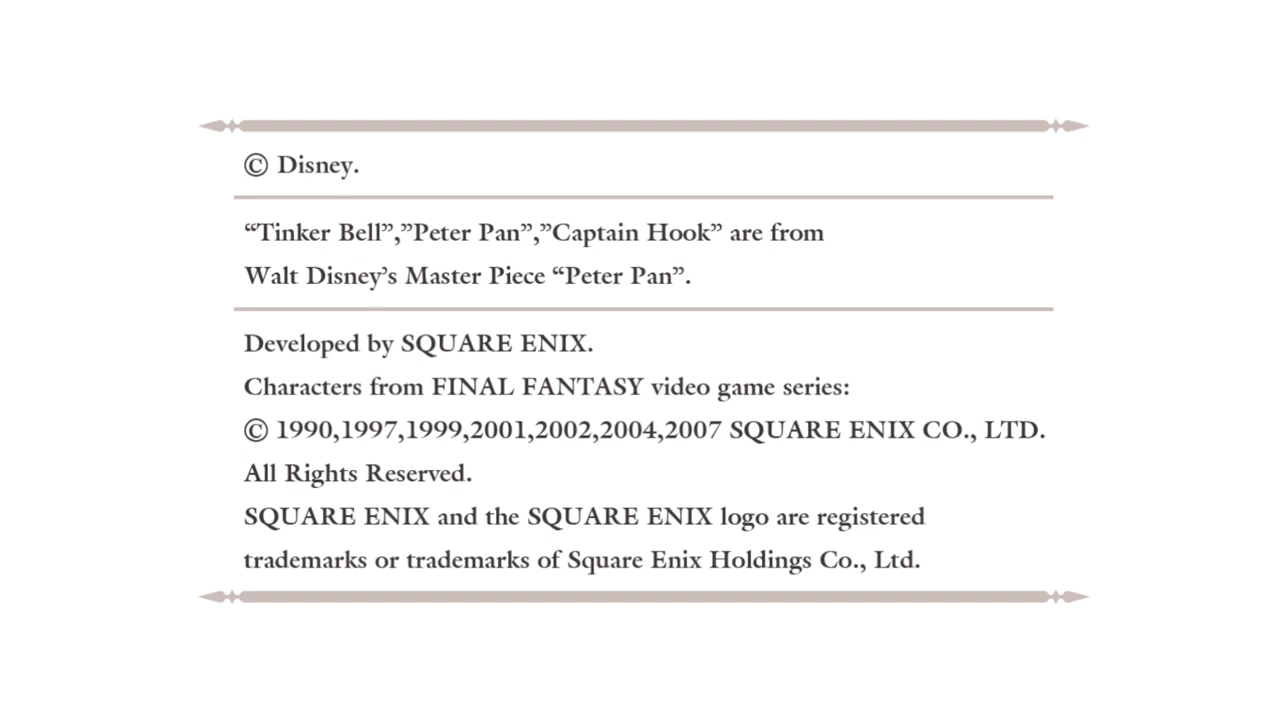 © Disney.
“Tinker Bell”,”Peter Pan”,”Captain Hook” are from
Walt Disney’s Master Piece “Peter Pan”.
Developed by SQUARE ENIX.
Characters from FINAL FANTASY video game series:
© 1990,1997,1999,2001,2002,2004,2007 SQUARE ENIX CO., LTD.
All Rights Reserved.
SQUARE ENIX and the SQUARE ENIX logo are registered
trademarks or trademarks of Square Enix Holdings Co., Ltd.